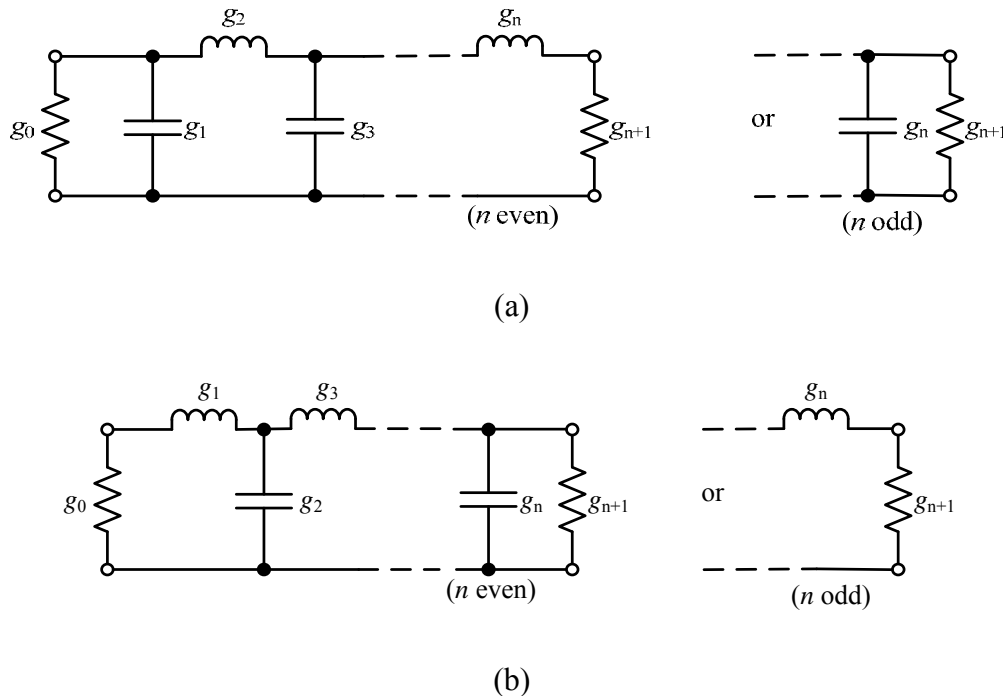 g2 gn
g0 g1 g3 gn+1 or gn gn+1
(n even) (n odd)
(a)
g1 g3 gn
g0 g2 gn gn+1 or gn+1
(n even) (n odd)
(b)